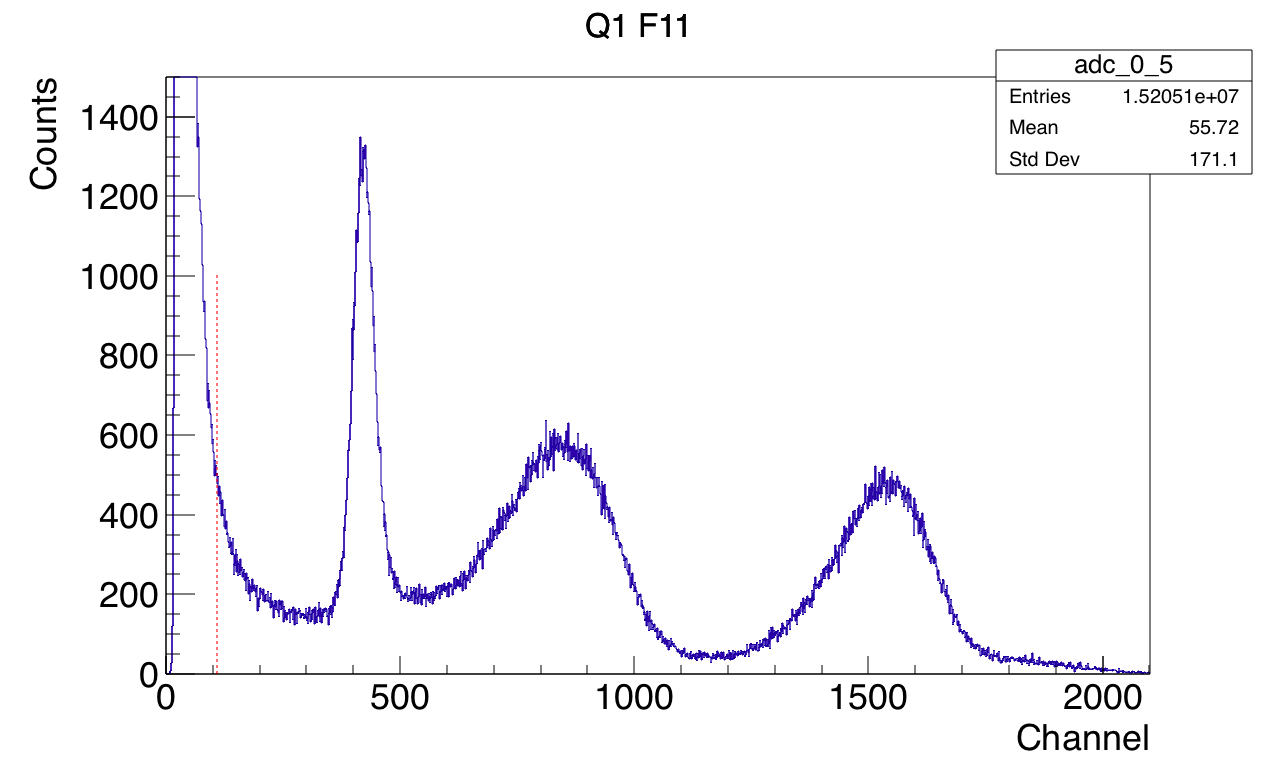 Q1 F11
adc_0_5
Entries 1.52051e+07
Mean 55.72
Std Dev 171.1
Counts
1400
1200
1000
800
600
400
200
0
0 500 1000 1500 2000
Channel